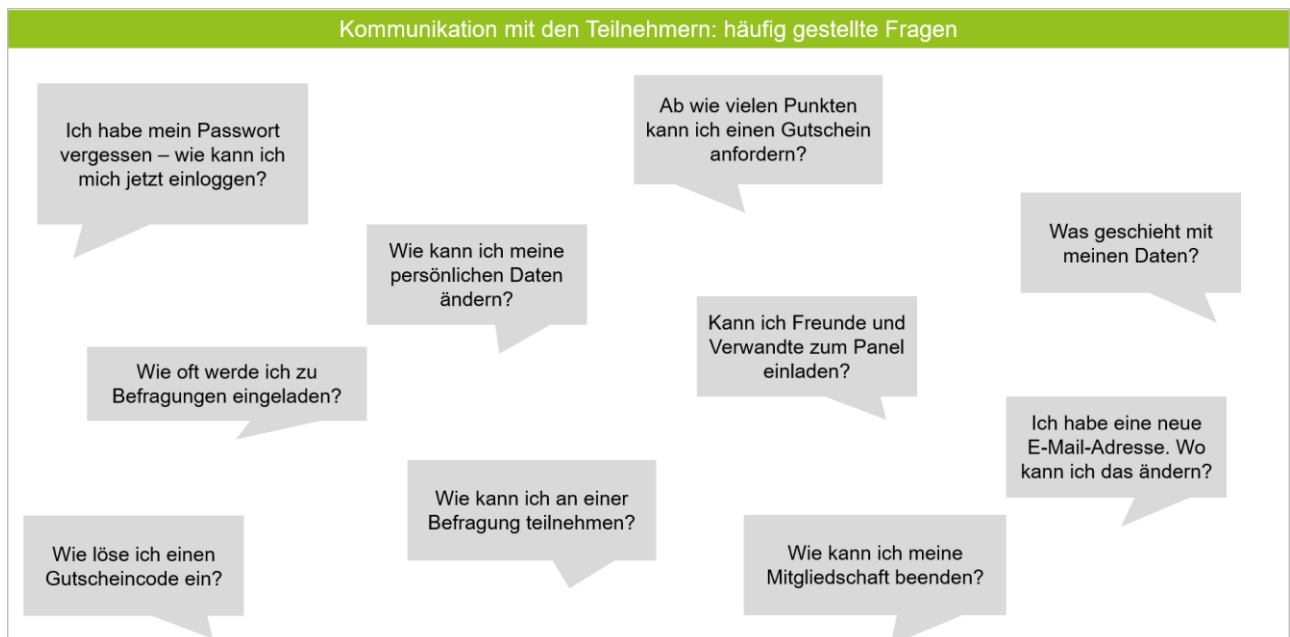 Kommunikation mit den Teilnehmern: häufig gestellte Fragen
Ich habe mein Passwort
vergessen – wie kann ich
mich jetzt einloggen?
Ab wie vielen Punkten
kann ich einen Gutschein
anfordern?
Wie kann ich meine
persönlichen Daten
ändern?
Was geschieht mit
meinen Daten?
Kann ich Freunde und
Verwandte zum Panel
einladen?
Wie oft werde ich zu
Befragungen eingeladen?
Ich habe eine neue
E-Mail-Adresse. Wo
kann ich das ändern?
Wie kann ich an einer
Befragung teilnehmen?
Wie löse ich einen
Gutscheincode ein?
Wie kann ich meine
Mitgliedschaft beenden?